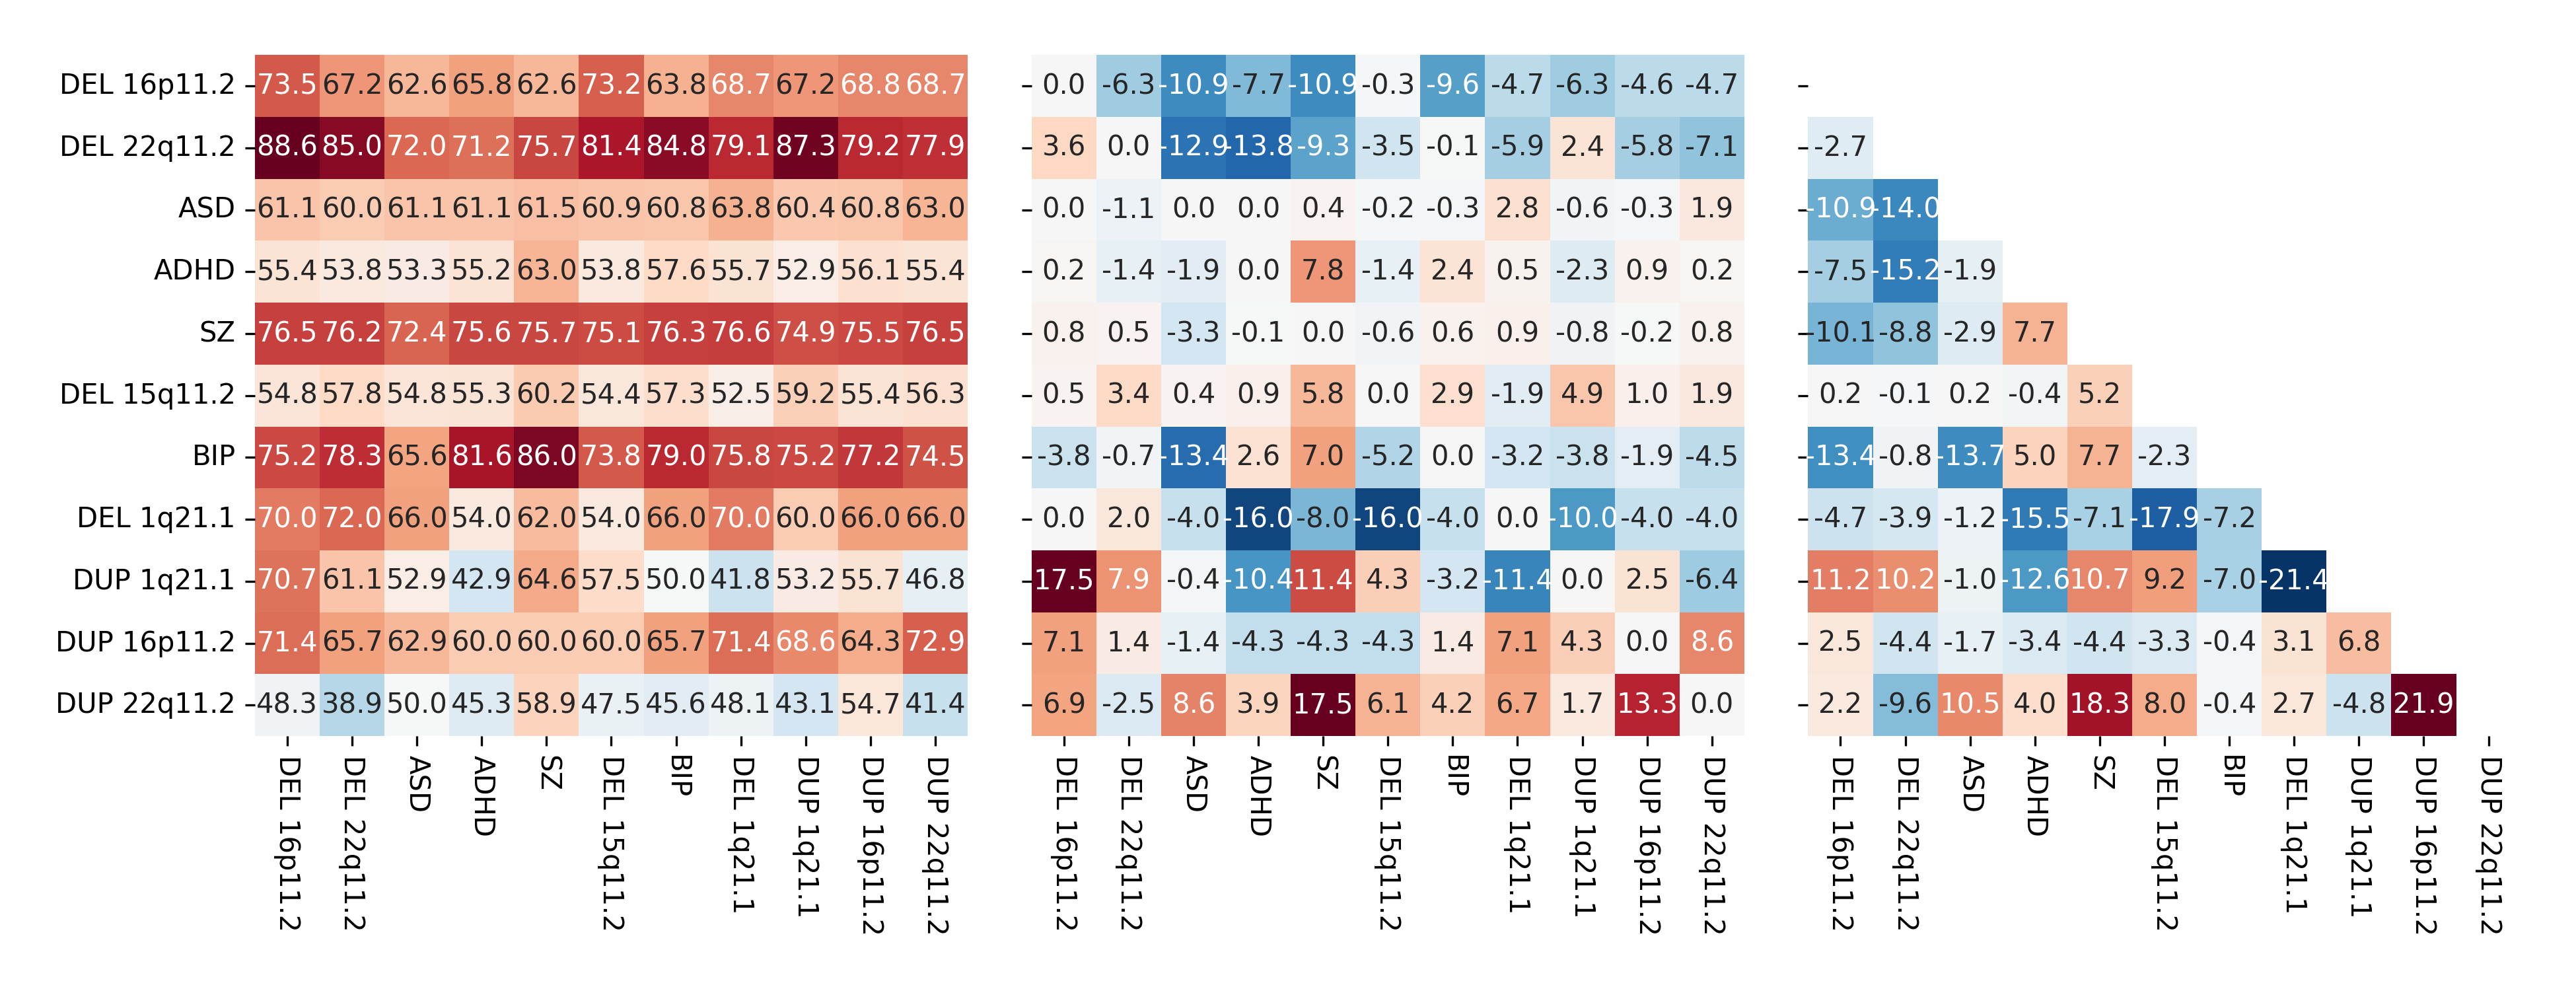 DEL 16p11.2 73.5 67.2 62.6 65.8 62.6 73.2 63.8 68.7 67.2 68.8 68.7 0.0 -6.3 -10.9 -7.7 -10.9 -0.3 -9.6 -4.7 -6.3 -4.6 -4.7
DEL 22q11.2 88.6 85.0 72.0 71.2 75.7 81.4 84.8 79.1 87.3 79.2 77.9 3.6 0.0 -12.9 -13.8 -9.3 -3.5 -0.1 -5.9 2.4 -5.8 -7.1 -2.7
ASD 61.1 60.0 61.1 61.1 61.5 60.9 60.8 63.8 60.4 60.8 63.0 0.0 -1.1 0.0 0.0 0.4 -0.2 -0.3 2.8 -0.6 -0.3 1.9 -10.9 -14.0
ADHD 55.4 53.8 53.3 55.2 63.0 53.8 57.6 55.7 52.9 56.1 55.4 0.2 -1.4 -1.9 0.0 7.8 -1.4 2.4 0.5 -2.3 0.9 0.2 -7.5 -15.2 -1.9
SZ 76.5 76.2 72.4 75.6 75.7 75.1 76.3 76.6 74.9 75.5 76.5 0.8 0.5 -3.3 -0.1 0.0 -0.6 0.6 0.9 -0.8 -0.2 0.8 -10.1 -8.8 -2.9 7.7
DEL 15q11.2 54.8 57.8 54.8 55.3 60.2 54.4 57.3 52.5 59.2 55.4 56.3 0.5 3.4 0.4 0.9 5.8 0.0 2.9 -1.9 4.9 1.0 1.9 0.2 -0.1 0.2 -0.4 5.2
BIP 75.2 78.3 65.6 81.6 86.0 73.8 79.0 75.8 75.2 77.2 74.5 -3.8 -0.7 -13.4 2.6 7.0 -5.2 0.0 -3.2 -3.8 -1.9 -4.5 -13.4 -0.8 -13.7 5.0 7.7 -2.3
DEL 1q21.1 70.0 72.0 66.0 54.0 62.0 54.0 66.0 70.0 60.0 66.0 66.0 0.0 2.0 -4.0 -16.0 -8.0 -16.0 -4.0 0.0 -10.0 -4.0 -4.0 -4.7 -3.9 -1.2 -15.5 -7.1 -17.9 -7.2
DUP 1q21.1 70.7 61.1 52.9 42.9 64.6 57.5 50.0 41.8 53.2 55.7 46.8 17.5 7.9 -0.4 -10.4 11.4 4.3 -3.2 -11.4 0.0 2.5 -6.4 11.2 10.2 -1.0 -12.6 10.7 9.2 -7.0 -21.4
DUP 16p11.2 71.4 65.7 62.9 60.0 60.0 60.0 65.7 71.4 68.6 64.3 72.9 7.1 1.4 -1.4 -4.3 -4.3 -4.3 1.4 7.1 4.3 0.0 8.6 2.5 -4.4 -1.7 -3.4 -4.4 -3.3 -0.4 3.1 6.8
DUP 22q11.2 48.3 38.9 50.0 45.3 58.9 47.5 45.6 48.1 43.1 54.7 41.4 6.9 -2.5 8.6 3.9 17.5 6.1 4.2 6.7 1.7 13.3 0.0 2.2 -9.6 10.5 4.0 18.3 8.0 -0.4 2.7 -4.8 21.9
DEL 16p11.2 DEL 22q11.2 ASD ADHD SZ DEL 15q11.2 BIP DEL 1q21.1 DUP 1q21.1 DUP 16p11.2 DUP 22q11.2 DEL 16p11.2 DEL 22q11.2 ASD ADHD SZ DEL 15q11.2 BIP DEL 1q21.1 DUP 1q21.1 DUP 16p11.2 DUP 22q11.2 DEL 16p11.2 DEL 22q11.2 ASD ADHD SZ DEL 15q11.2 BIP DEL 1q21.1 DUP 1q21.1 DUP 16p11.2 DUP 22q11.2